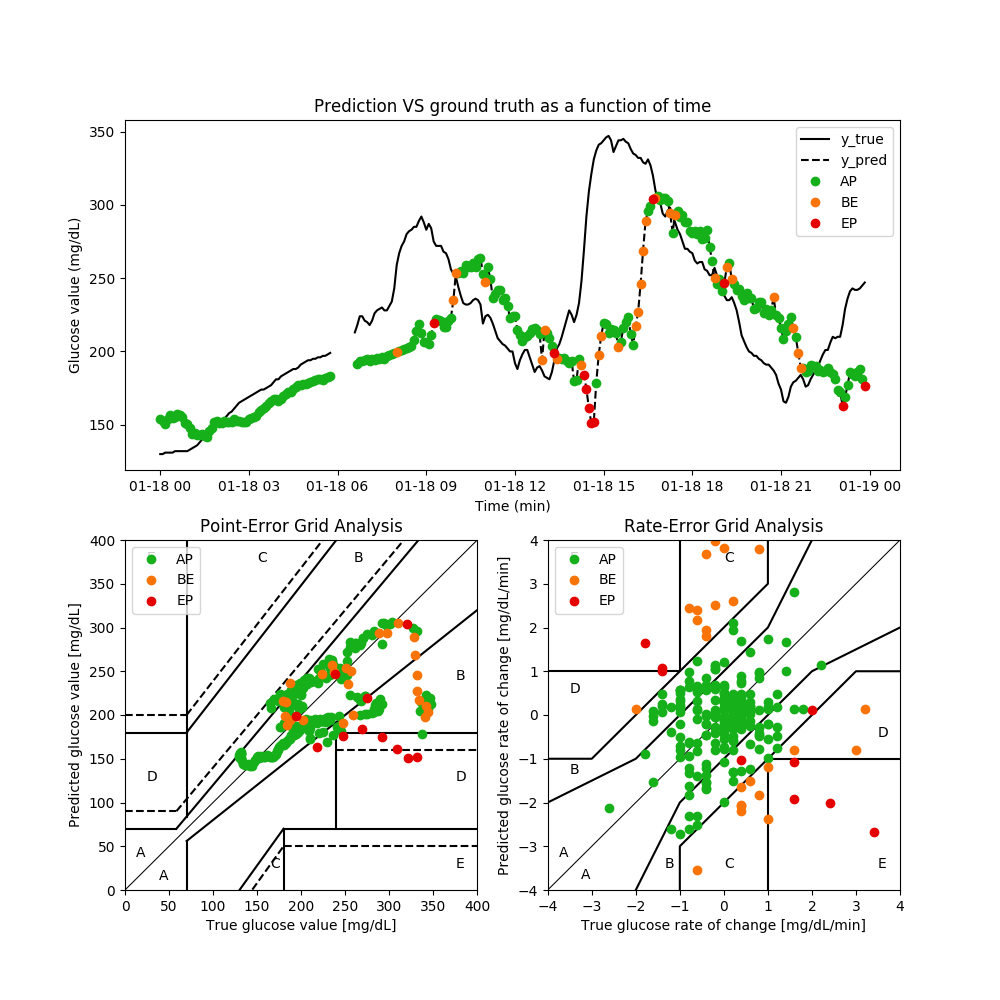 Prediction VS ground truth as a function of time
Glucose value (mg/dL)
350
300
250
200
150
y_true
y_pred
AP
BE
EP
01-18 00 01-18 03 01-18 06 01-18 09 01-18 12 01-18 15 01-18 18 01-18 21 01-19 00
Time (min)
Point-Error Grid Analysis
Predicted glucose value [mg/dL]
400
350
300
250
200
150
100
50
0
AP
BE
EP
C
B
B
D
D
A
A
C
E
0 50 100 150 200 250 300 350 400
True glucose value [mg/dL]
Rate-Error Grid Analysis
Predicted glucose rate of change [mg/dL/min]
4
3
2
1
0
−1
−2
−3
−4
AP
BE
EP
C
D
D
B
A
A
B
C
E
−4 −3 −2 −1 0 1 2 3 4
True glucose rate of change [mg/dL/min]